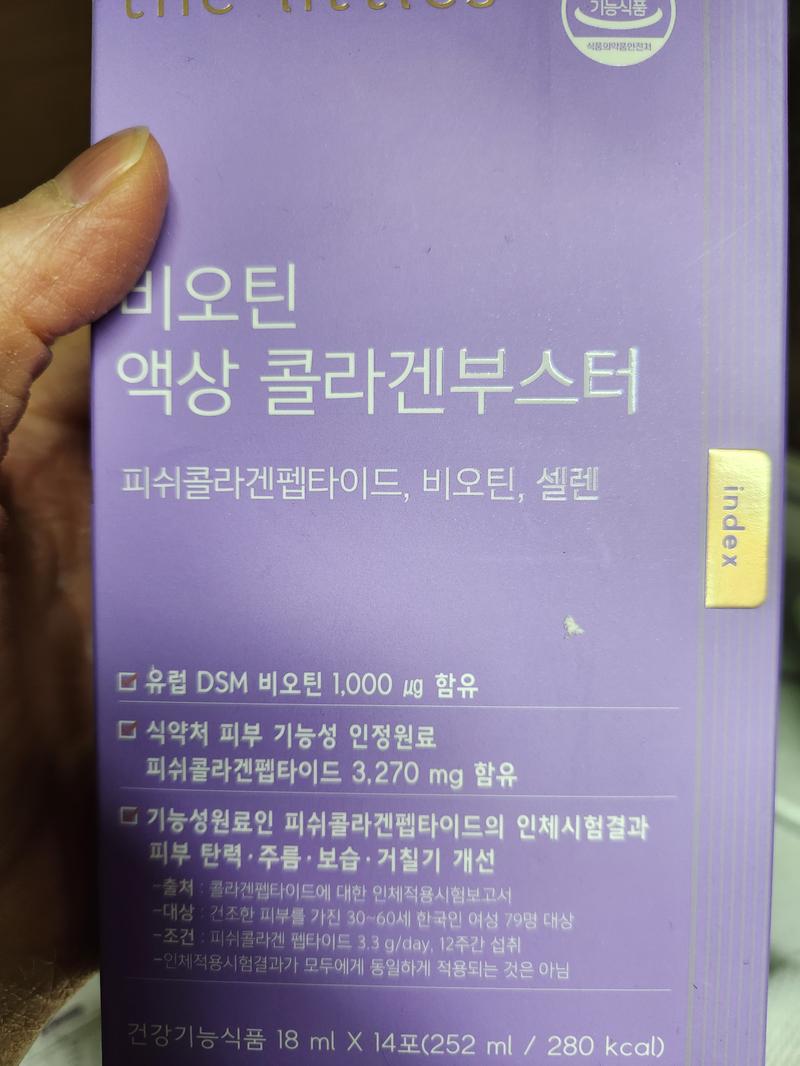 the littles
기능식품
식품의약품안전처
비오틴
액상 콜라겐부스터
피쉬콜라겐펩타이드, 비오틴, 셀렌
index
유럽 DSM 비오틴 1,000 ㎍ 함유
식약처 피부 기능성 인정원료
피쉬콜라겐펩타이드 3,270 mg 함유
기능성원료인 피쉬콜라겐펩타이드의 인체시험결과
피부 탄력·주름·보습·거칠기 개선
-출처 : 콜라겐펩타이드에 대한 인체적용시험보고서
-대상 : 건조한 피부를 가진 30~60세 한국인 여성 79명 대상
-조건 : 피쉬콜라겐 펩타이드 3.3 g/day, 12주간 섭취
-인체적용시험결과가 모두에게 동일하게 적용되는 것은 아님
건강기능식품 18 ml X 14포(252 ml / 280 kcal)